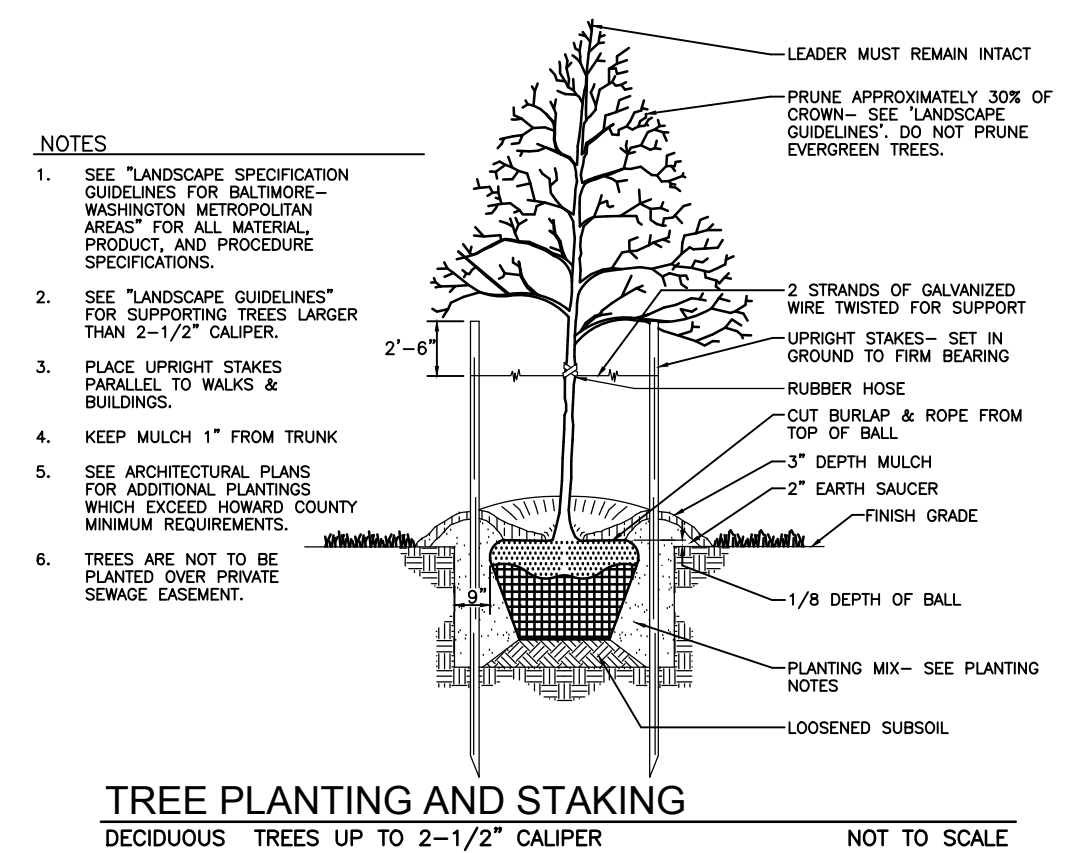 NOTES
1. SEE "LANDSCAPE SPECIFICATION
GUIDELINES FOR BALTIMORE–
WASHINGTON METROPOLITAN
AREAS" FOR ALL MATERIAL,
PRODUCT, AND PROCEDURE
SPECIFICATIONS.
2. SEE "LANDSCAPE GUIDELINES"
FOR SUPPORTING TREES LARGER
THAN 2–1/2" CALIPER.
3. PLACE UPRIGHT STAKES
PARALLEL TO WALKS &
BUILDINGS.
4. KEEP MULCH 1" FROM TRUNK
5. SEE ARCHITECTURAL PLANS
FOR ADDITIONAL PLANTINGS
WHICH EXCEED HOWARD COUNTY
MINIMUM REQUIREMENTS.
6. TREES ARE NOT TO BE
PLANTED OVER PRIVATE
SEWAGE EASEMENT.
2'–6"
9"
LEADER MUST REMAIN INTACT
PRUNE APPROXIMATELY 30% OF
CROWN– SEE 'LANDSCAPE
GUIDELINES'. DO NOT PRUNE
EVERGREEN TREES.
2 STRANDS OF GALVANIZED
WIRE TWISTED FOR SUPPORT
UPRIGHT STAKES– SET IN
GROUND TO FIRM BEARING
RUBBER HOSE
CUT BURLAP & ROPE FROM
TOP OF BALL
3" DEPTH MULCH
2" EARTH SAUCER
FINISH GRADE
1/8 DEPTH OF BALL
PLANTING MIX– SEE PLANTING
NOTES
LOOSENED SUBSOIL
TREE PLANTING AND STAKING
DECIDUOUS TREES UP TO 2–1/2" CALIPER
NOT TO SCALE